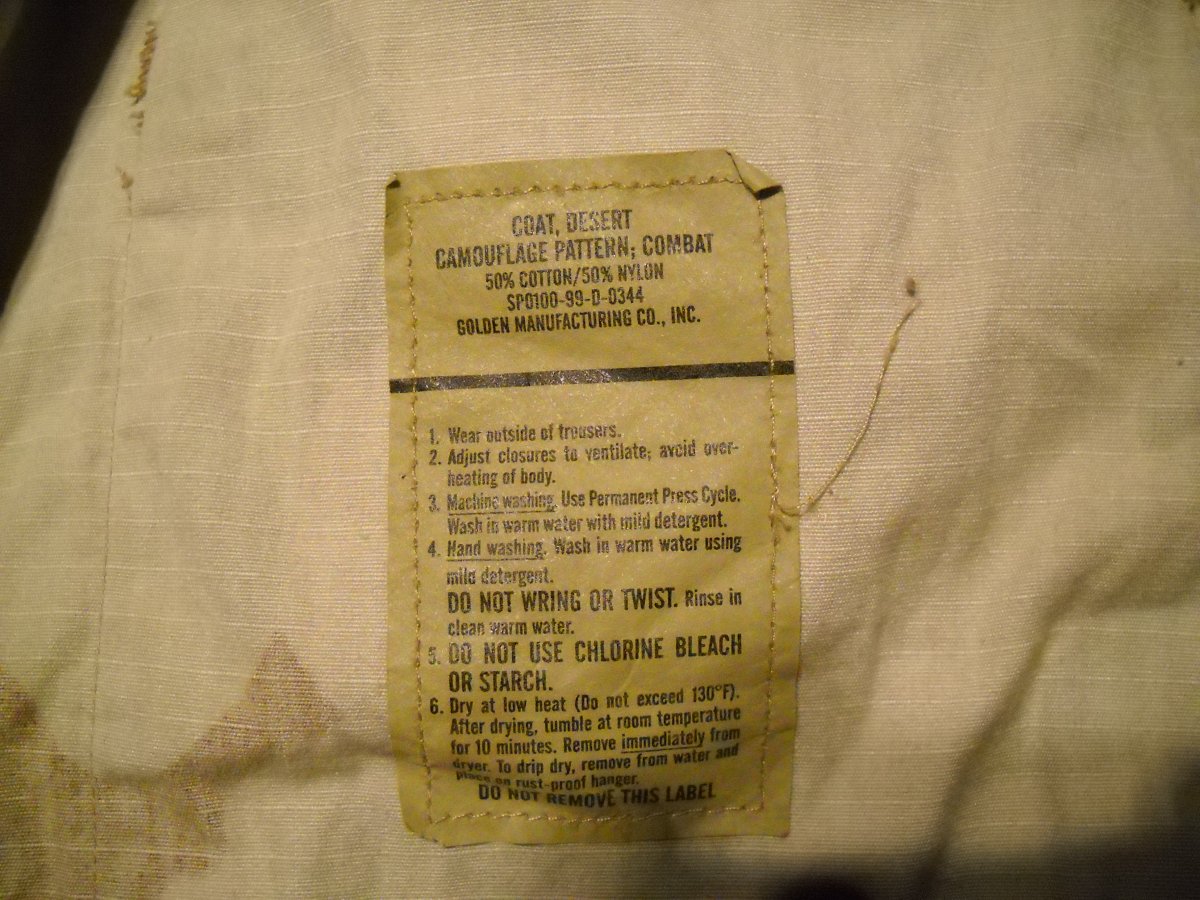 COAT, DESERT
CAMOUFLAGE PATTERN; COMBAT
50% COTTON/50% NYLON
SPO100-99-D-0344
GOLDEN MANUFACTURING CO., INC.
1. Wear outside of trousers.
2. Adjust closures to ventilate; avoid over-
heating of body.
3. Machine washing. Use Permanent Press Cycle.
Wash in warm water with mild detergent.
4. Hand washing. Wash in warm water using
mild detergent.
DO NOT WRING OR TWIST. Rinse in
clean warm water.
5. DO NOT USE CHLORINE BLEACH
OR STARCH.
6. Dry at low heat (Do not exceed 130°F).
After drying, tumble at room temperature
for 10 minutes. Remove immediately from
dryer. To drip dry, remove from water and
place on rust-proof hanger.
DO NOT REMOVE THIS LABEL